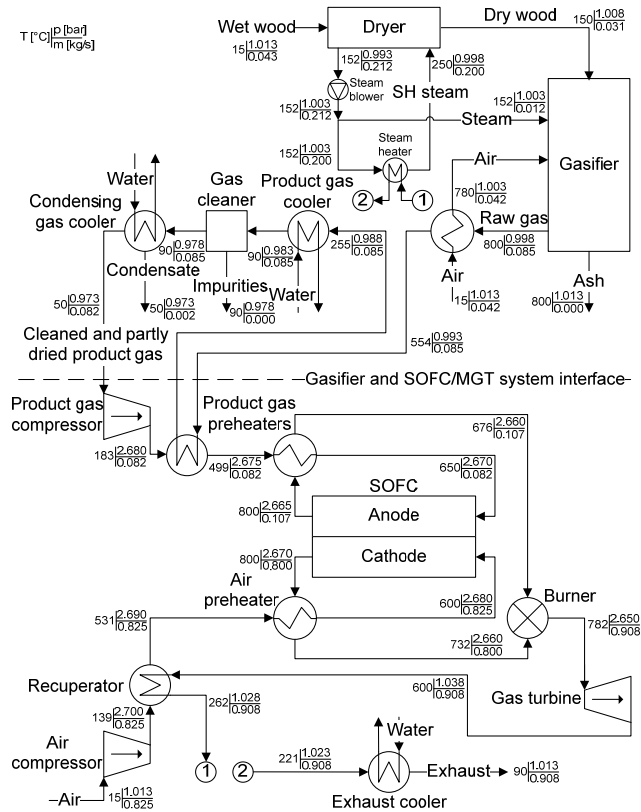 T [°C] p [bar]
m [kg/s]
Wet wood
15 1.013
0.043
Dryer
Dry wood
150 1.008
0.031
152 0.993
0.212
250 0.998
0.200
Steam
blower
SH steam
152 1.003
0.012
152 1.003
0.212
Steam
152 1.003
0.200
Steam
heater
2
1
Air
780 1.003
0.042
Gasifier
Water
Condensing
gas cooler
Gas
cleaner
Product gas
cooler
Raw gas
90 0.978
0.085
90 0.983
0.085
255 0.988
0.085
800 0.998
0.085
Condensate
Impurities
Water
Air
Ash
50 0.973
0.082
50 0.973
0.002
90 0.978
0.000
15 1.013
0.042
800 1.013
0.000
Cleaned and partly
dried product gas
554 0.993
0.085
Gasifier and SOFC/MGT system interface
Product gas
compressor
Product gas
preheaters
676 2.660
0.107
183 2.680
0.082
499 2.675
0.082
650 2.670
0.082
SOFC
800 2.665
0.107
Anode
800 2.670
0.800
Cathode
Air
preheater
600 2.680
0.825
Burner
531 2.690
0.825
732 2.660
0.800
782 2.650
0.908
Recuperator
262 1.028
0.908
600 1.038
0.908
Gas turbine
139 2.700
0.825
Air
compressor
Water
1
2
221 1.023
0.908
Exhaust
90 1.013
0.908
Air
15 1.013
0.825
Exhaust cooler